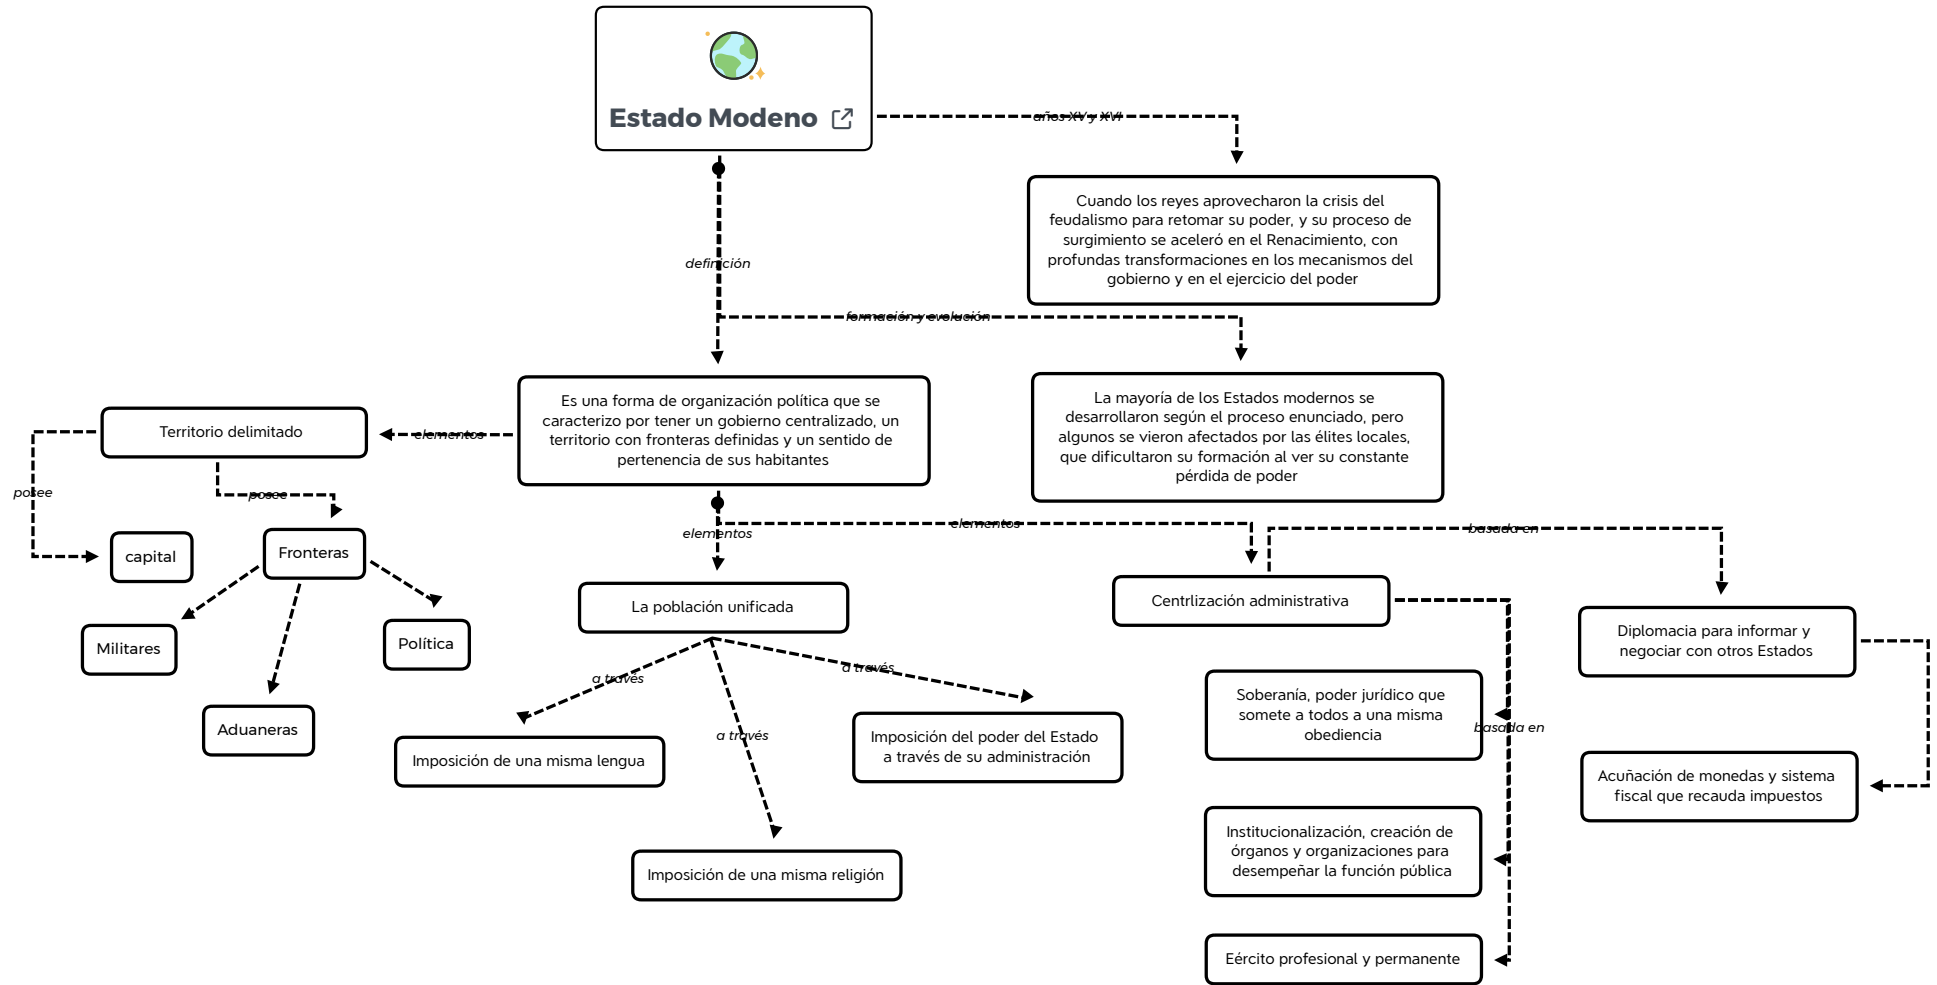 Estado Modeno
años XV y XVI
Cuando los reyes aprovecharon la crisis del
feudalismo para retomar su poder, y su proceso de
surgimiento se aceleró en el Renacimiento, con
profundas transformaciones en los mecanismos del
gobierno y en el ejercicio del poder
definición
formación y evolución
Es una forma de organización política que se
caracterizo por tener un gobierno centralizado, un
territorio con fronteras definidas y un sentido de
pertenencia de sus habitantes
La mayoría de los Estados modernos se
desarrollaron según el proceso enunciado, pero
algunos se vieron afectados por las élites locales,
que dificultaron su formación al ver su constante
pérdida de poder
elementos
Territorio delimitado
posee
posee
capital
Fronteras
Militares
Aduaneras
Política
elementos
elementos
La población unificada
a través
a través
a través
Imposición de una misma lengua
Imposición de una misma religión
Imposición del poder del Estado
a través de su administración
Centrlización administrativa
basada en
basada en
Soberanía, poder jurídico que
somete a todos a una misma
obediencia
Institucionalización, creación de
órganos y organizaciones para
desempeñar la función pública
Eército profesional y permanente
Diplomacia para informar y
negociar con otros Estados
Acuñación de monedas y sistema
fiscal que recauda impuestos